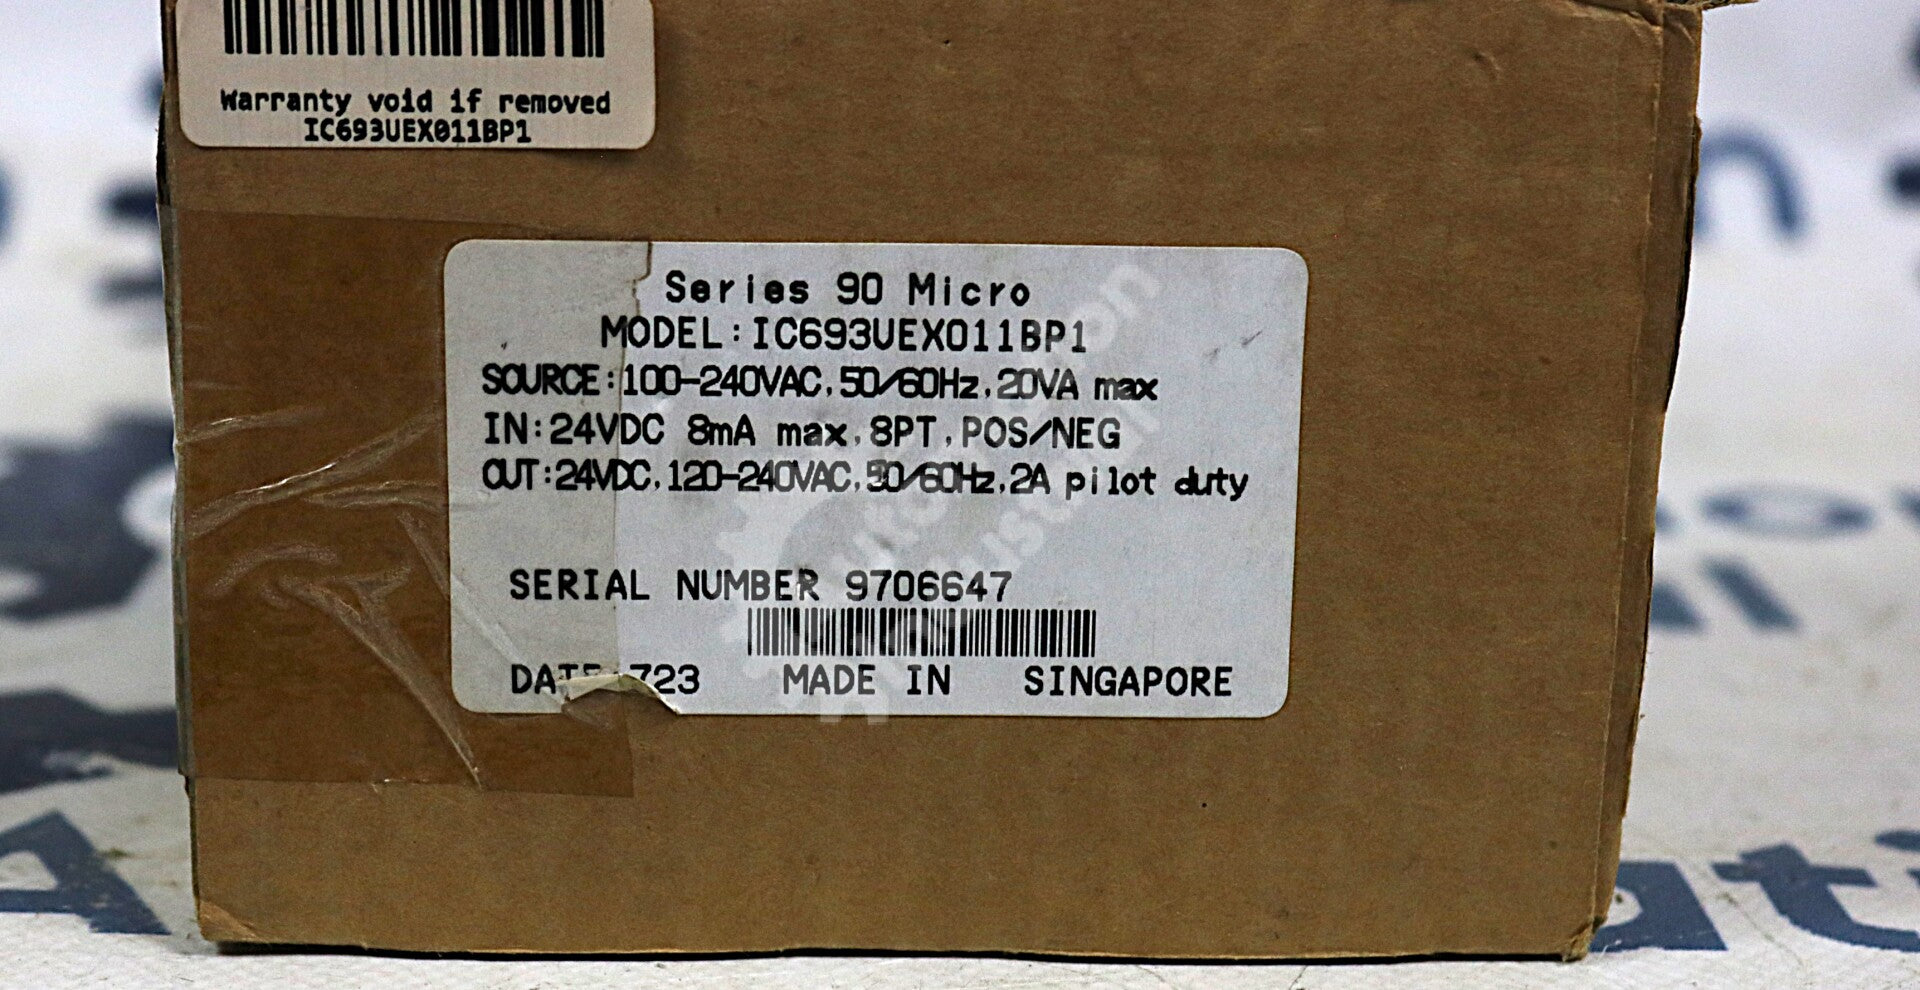 Warranty void if removed
IC693UEX011BP1
Series 90 Micro
MODEL:IC693UEX011BP1
SOURCE:100-240VAC,50/60Hz,20VA max
IN:24VDC 8mA max,8PT,POS/NEG
OUT:24VDC,120-240VAC,50/60Hz,2A pilot duty
SERIAL NUMBER 9706647
723 MADE IN SINGAPORE